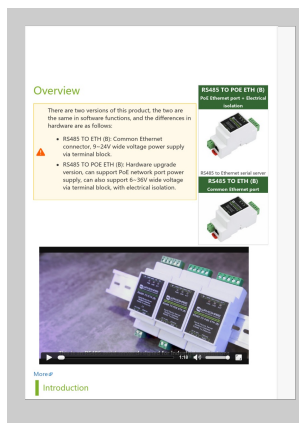 Overview
There are two versions of this product, the two are
the same in software functions, and the differences in
hardware are as follows:
RS485 TO ETH (B): Common Ethernet
connector, 9~24V wide voltage power supply
via terminal block.
RS485 TO POE ETH (B): Hardware upgrade
version, can support PoE network port power
supply, can also support 6~36V wide voltage
via terminal block, with electrical isolation.
RS485 TO POE ETH (B)
PoE Ethernet port + Electrical
isolation
RS485 to Ethernet serial server
RS485 TO ETH (B)
Common Ethernet port
1:16
More
Introduction